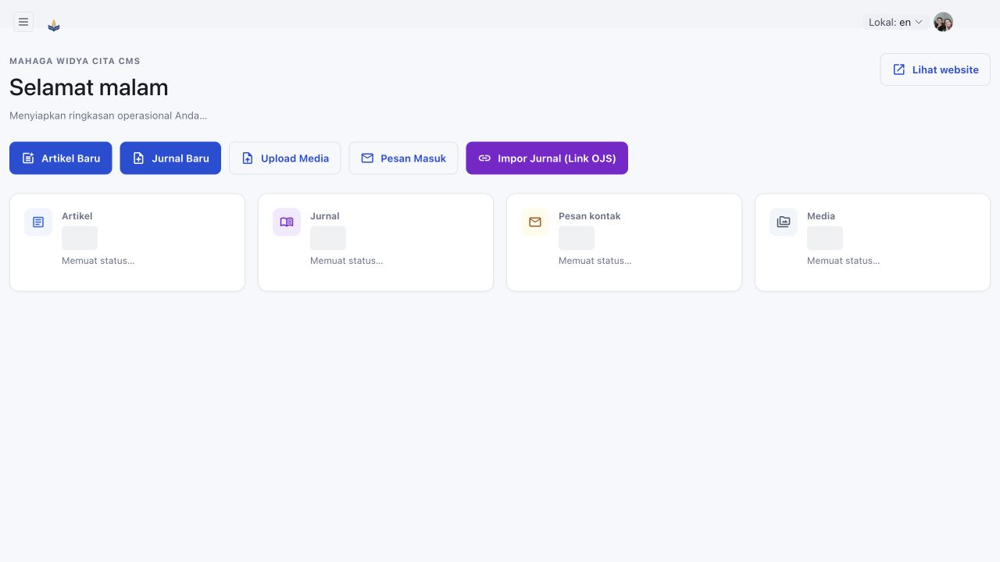 Lokal: en
MAHAGA WIDYA CITA CMS
Selamat malam
Menyiapkan ringkasan operasional Anda...
Lihat website
Artikel Baru
Jurnal Baru
Upload Media
Pesan Masuk
Impor Jurnal (Link OJS)
Artikel
Memuat status...
Jurnal
Memuat status...
Pesan kontak
Memuat status...
Media
Memuat status...